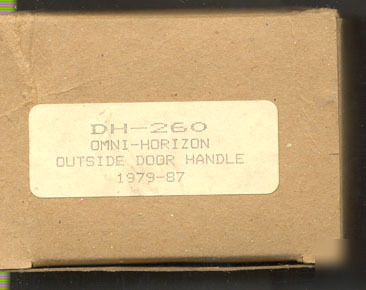 DH-260
OMNI-HORIZON
OUTSIDE DOOR HANDLE
1979-87